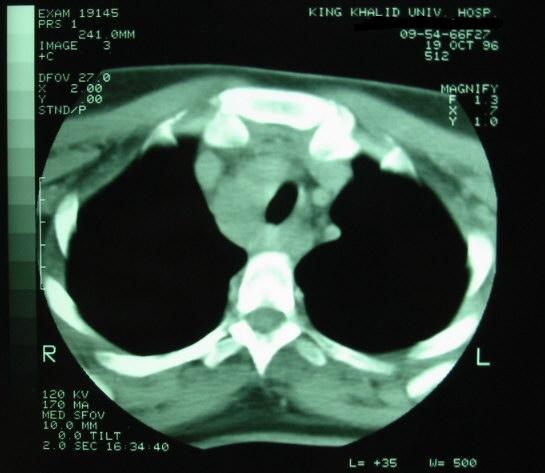 EXAM 19145
PRS 1
241.0MM
IMAGE 3
+C
DFOV 27.0
X 2.00
Y .00
STND/P
KING KHALID UNIV. HOSP.
09-54-66F27
19 OCT 96
512
MAGNIFY
F 1.3
X .7
Y 1.0
R
L
120 KV
170 MA
MED SFOV
10.0 MM
0.0 TILT
2.0 SEC 16:34:40
L= +35 W= 500